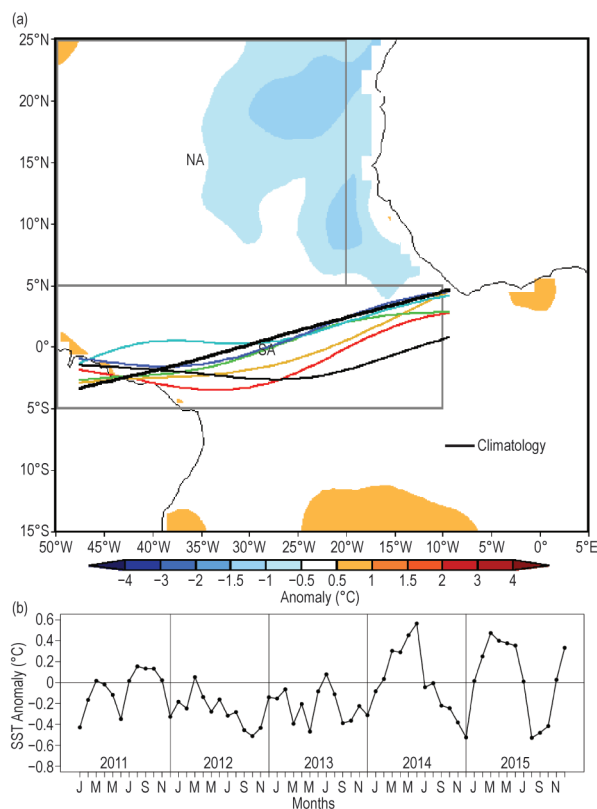 (a)
25°N
20°N
15°N
10°N
5°N
0°
5°S
10°S
15°S
NA
SA
Climatology
50°W 45°W 40°W 35°W 30°W 25°W 20°W 15°W 10°W 5°W 0° 5°E
−4 −3 −2 −1.5 −1 −0.5 0.5 1 1.5 2 3 4
Anomaly (°C)
(b)
SST Anomaly (°C)
0.6
0.4
0.2
0
−0.2
−0.4
−0.6
−0.8
2011 2012 2013 2014 2015
J M M J S N J M M J S N J M M J S N J M M J S N J M M J S N
Months